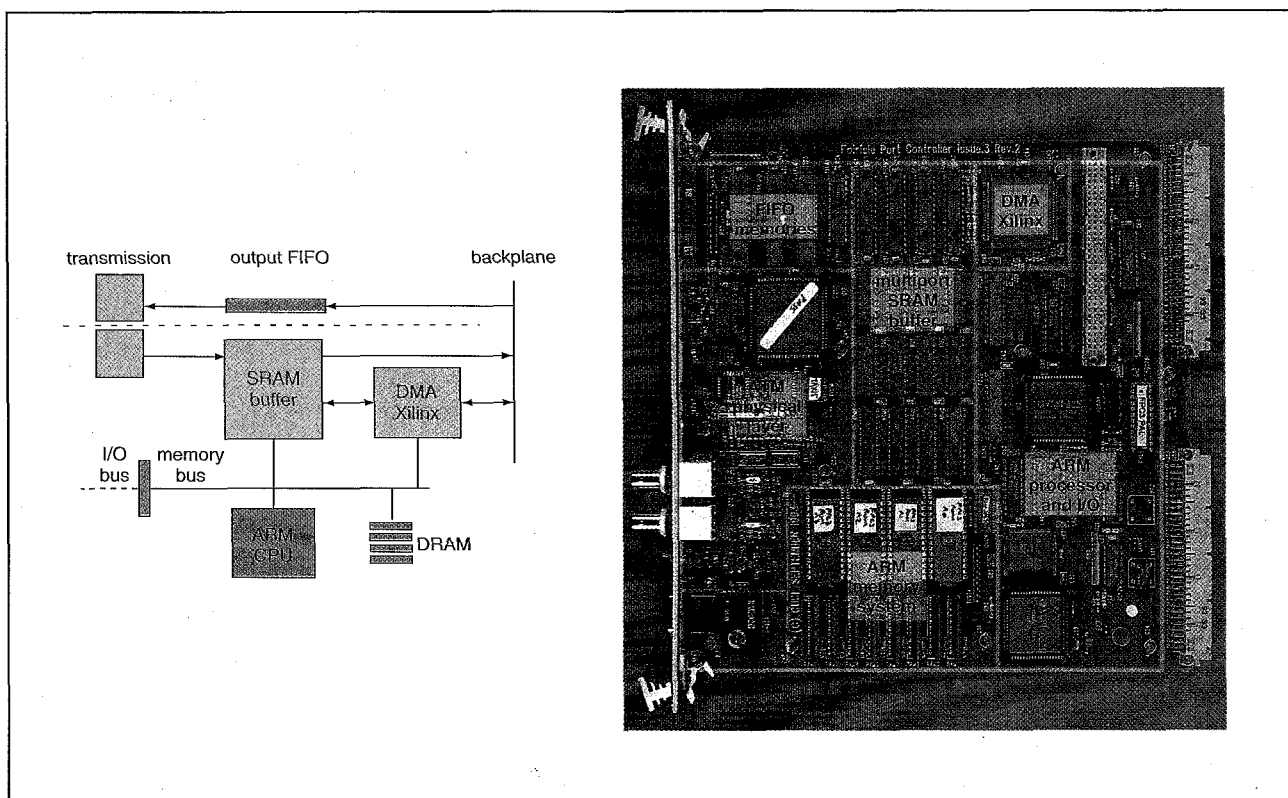 transmission
output FIFO
backplane
SRAM
buffer
DMA
Xilinx
I/O
bus
memory
bus
ARM
CPU
DRAM
Fairisle Port Controller Issue.3 Rev.2
FIFO
memories
DMA
Xilinx
multiport
SRAM
buffer
ATM
physical
layer
ARM
processor
and I/O
ARM
memory
system